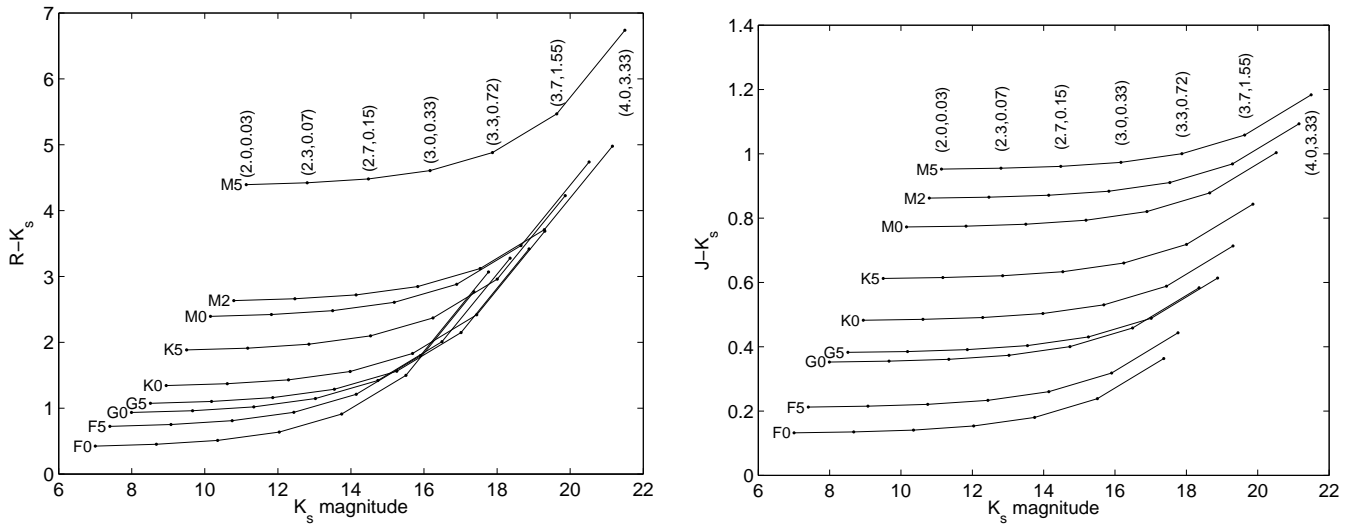 7
6
5
4
3
2
1
0
R−Kₛ
(2.0,0.03)
(2.3,0.07)
(2.7,0.15)
(3.0,0.33)
(3.3,0.72)
(3.7,1.55)
(4.0,3.33)
M5
M2
M0
K5
K0
G5
G0
F5
F0
6 8 10 12 14 16 18 20 22
Kₛ magnitude
1.4
1.2
1
0.8
0.6
0.4
0.2
0
J−Kₛ
(2.0,0.03)
(2.3,0.07)
(2.7,0.15)
(3.0,0.33)
(3.3,0.72)
(3.7,1.55)
(4.0,3.33)
M5
M2
M0
K5
K0
G5
G0
F5
F0
6 8 10 12 14 16 18 20 22
Kₛ magnitude